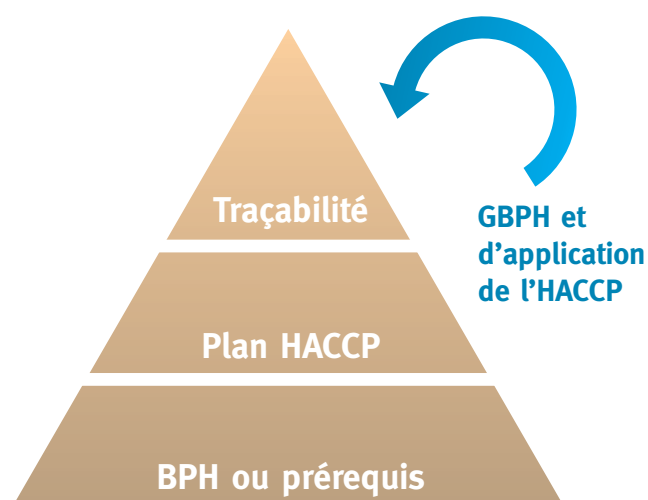 Traçabilité
GBPH et
d’application
de l’HACCP
Plan HACCP
BPH ou prérequis